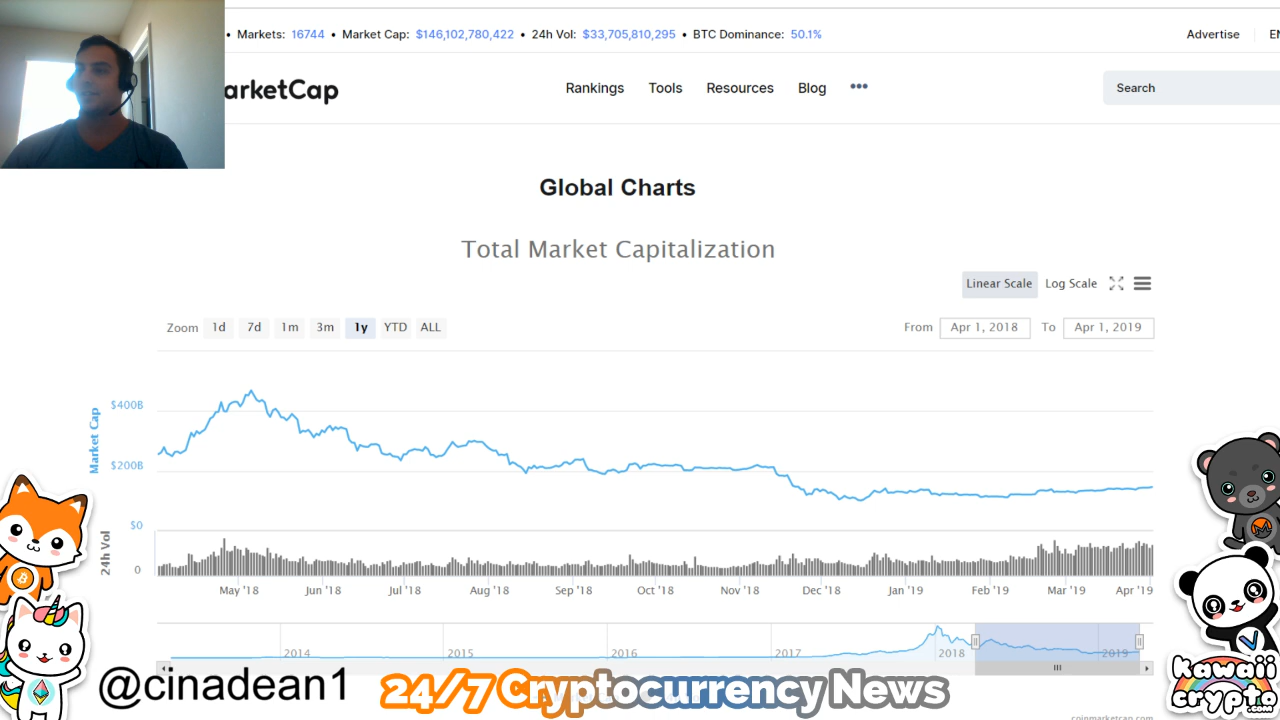 • Markets: 16744 • Market Cap: $146,102,780,422 • 24h Vol: $33,705,810,295 • BTC Dominance: 50.1% Advertise EN
arketCap Rankings Tools Resources Blog ••• Search
Global Charts
Total Market Capitalization
Linear Scale Log Scale
Zoom 1d 7d 1m 3m 1y YTD ALL From Apr 1, 2018 To Apr 1, 2019
Market Cap
$400B
$200B
$0
24h Vol
0
May '18 Jun '18 Jul '18 Aug '18 Sep '18 Oct '18 Nov '18 Dec '18 Jan '19 Feb '19 Mar '19 Apr '19
2014 2015 2016 2017 2018 2019
@cinadean1 24/7 Cryptocurrency News
kawaii
crypto
.com
coinmarketcap.com